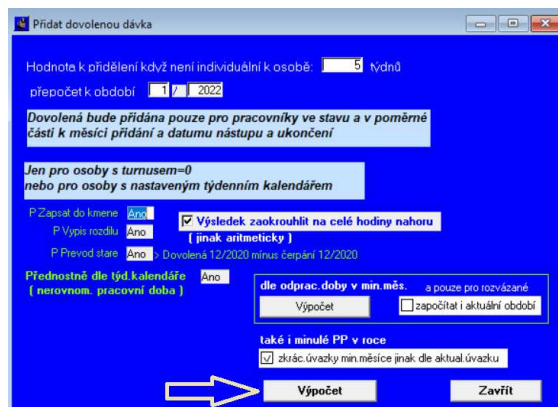 Přidat dovolenou dávka
Hodnota k přidělení když není individuální k osobě: 5 týdnů
přepočet k období 1 / 2022
Dovolená bude přidána pouze pro pracovníky ve stavu a v poměrné
části k měsíci přidání a datumu nástupu a ukončení
Jen pro osoby s turnusem=0
nebo pro osoby s nastaveným týdenním kalendářem
P Zapsat do kmene Ano
Výsledek zaokrouhlit na celé hodiny nahoru
( jinak aritmeticky )
P Vypis rozdilu Ano
P Prevod stare Ano > Dovolená 12/2020 mínus čerpání 12/2020
Přednostně dle týd.kalendáře Ano
( nerovnom. pracovní doba )
dle odprac.doby v min.měs. a pouze pro rozvázané
Výpočet započítat i aktuální období
také i minulé PP v roce
zkrác.úvazky min.měsíce jinak dle aktual.úvazku
Výpočet Zavřít